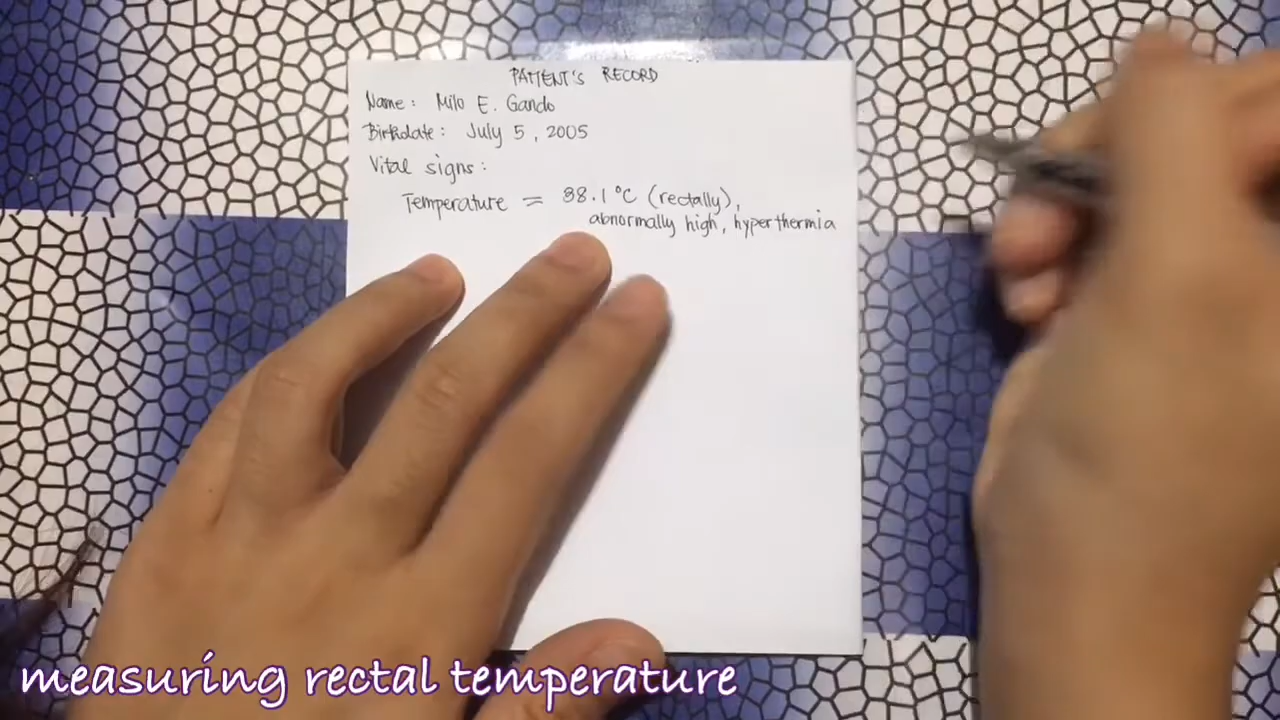 PATIENT'S RECORD
Name: Milo E. Gando
Birthdate: July 5, 2005
Vital signs:
Temperature = 38.1 °C (rectally),
abnormally high, hyperthermia
measuring rectal temperature